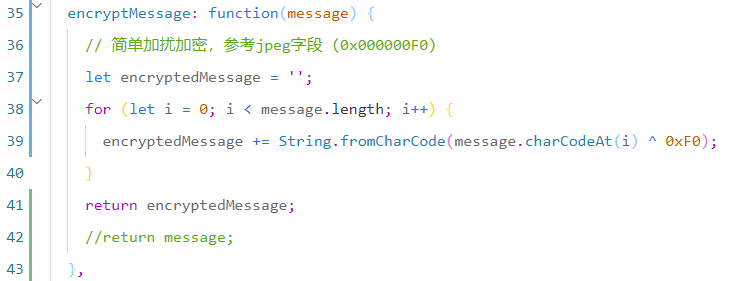 35 encryptMessage: function(message) {
36 // 简单加扰加密，参考jpeg字段（0x000000F0）
37 let encryptedMessage = '';
38 for (let i = 0; i < message.length; i++) {
39 encryptedMessage += String.fromCharCode(message.charCodeAt(i) ^ 0xF0);
40 }
41 return encryptedMessage;
42 //return message;
43 },